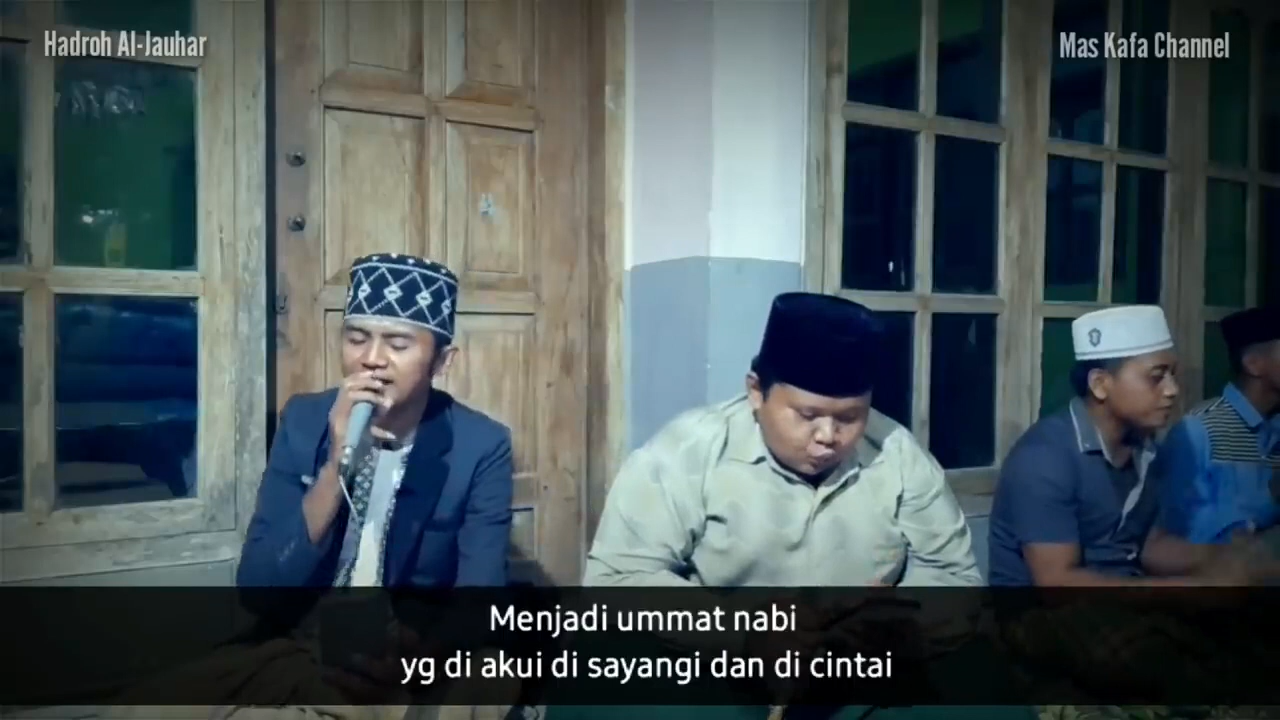 Hadroh Al-Jauhar
Mas Kafa Channel
Menjadi ummat nabi
yg di akui di sayangi dan di cintai